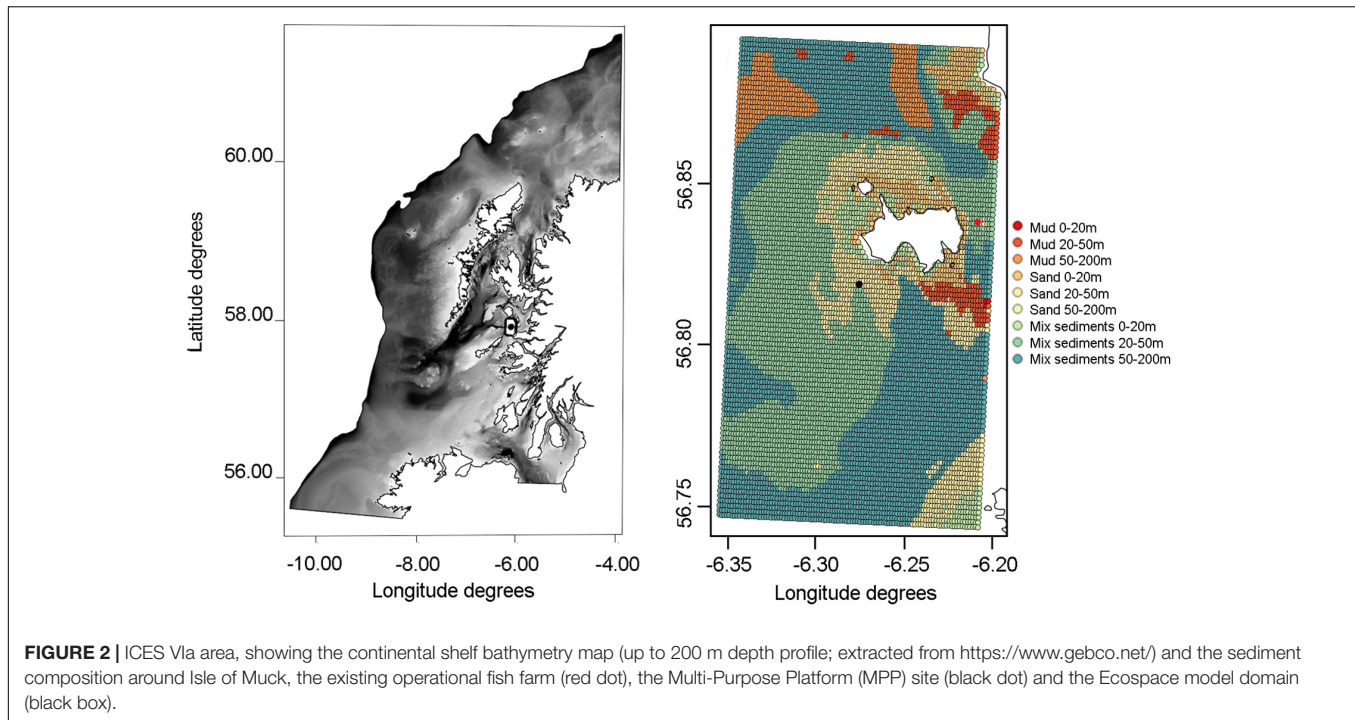 60.00
58.00
56.00
Latitude degrees
-10.00 -8.00 -6.00 -4.00
Longitude degrees
56.85
56.80
56.75
-6.35 -6.30 -6.25 -6.20
Longitude degrees
Mud 0-20m
Mud 20-50m
Mud 50-200m
Sand 0-20m
Sand 20-50m
Sand 50-200m
Mix sediments 0-20m
Mix sediments 20-50m
Mix sediments 50-200m
FIGURE 2 | ICES VIa area, showing the continental shelf bathymetry map (up to 200 m depth profile; extracted from https://www.gebco.net/) and the sediment
composition around Isle of Muck, the existing operational fish farm (red dot), the Multi-Purpose Platform (MPP) site (black dot) and the Ecospace model domain
(black box).